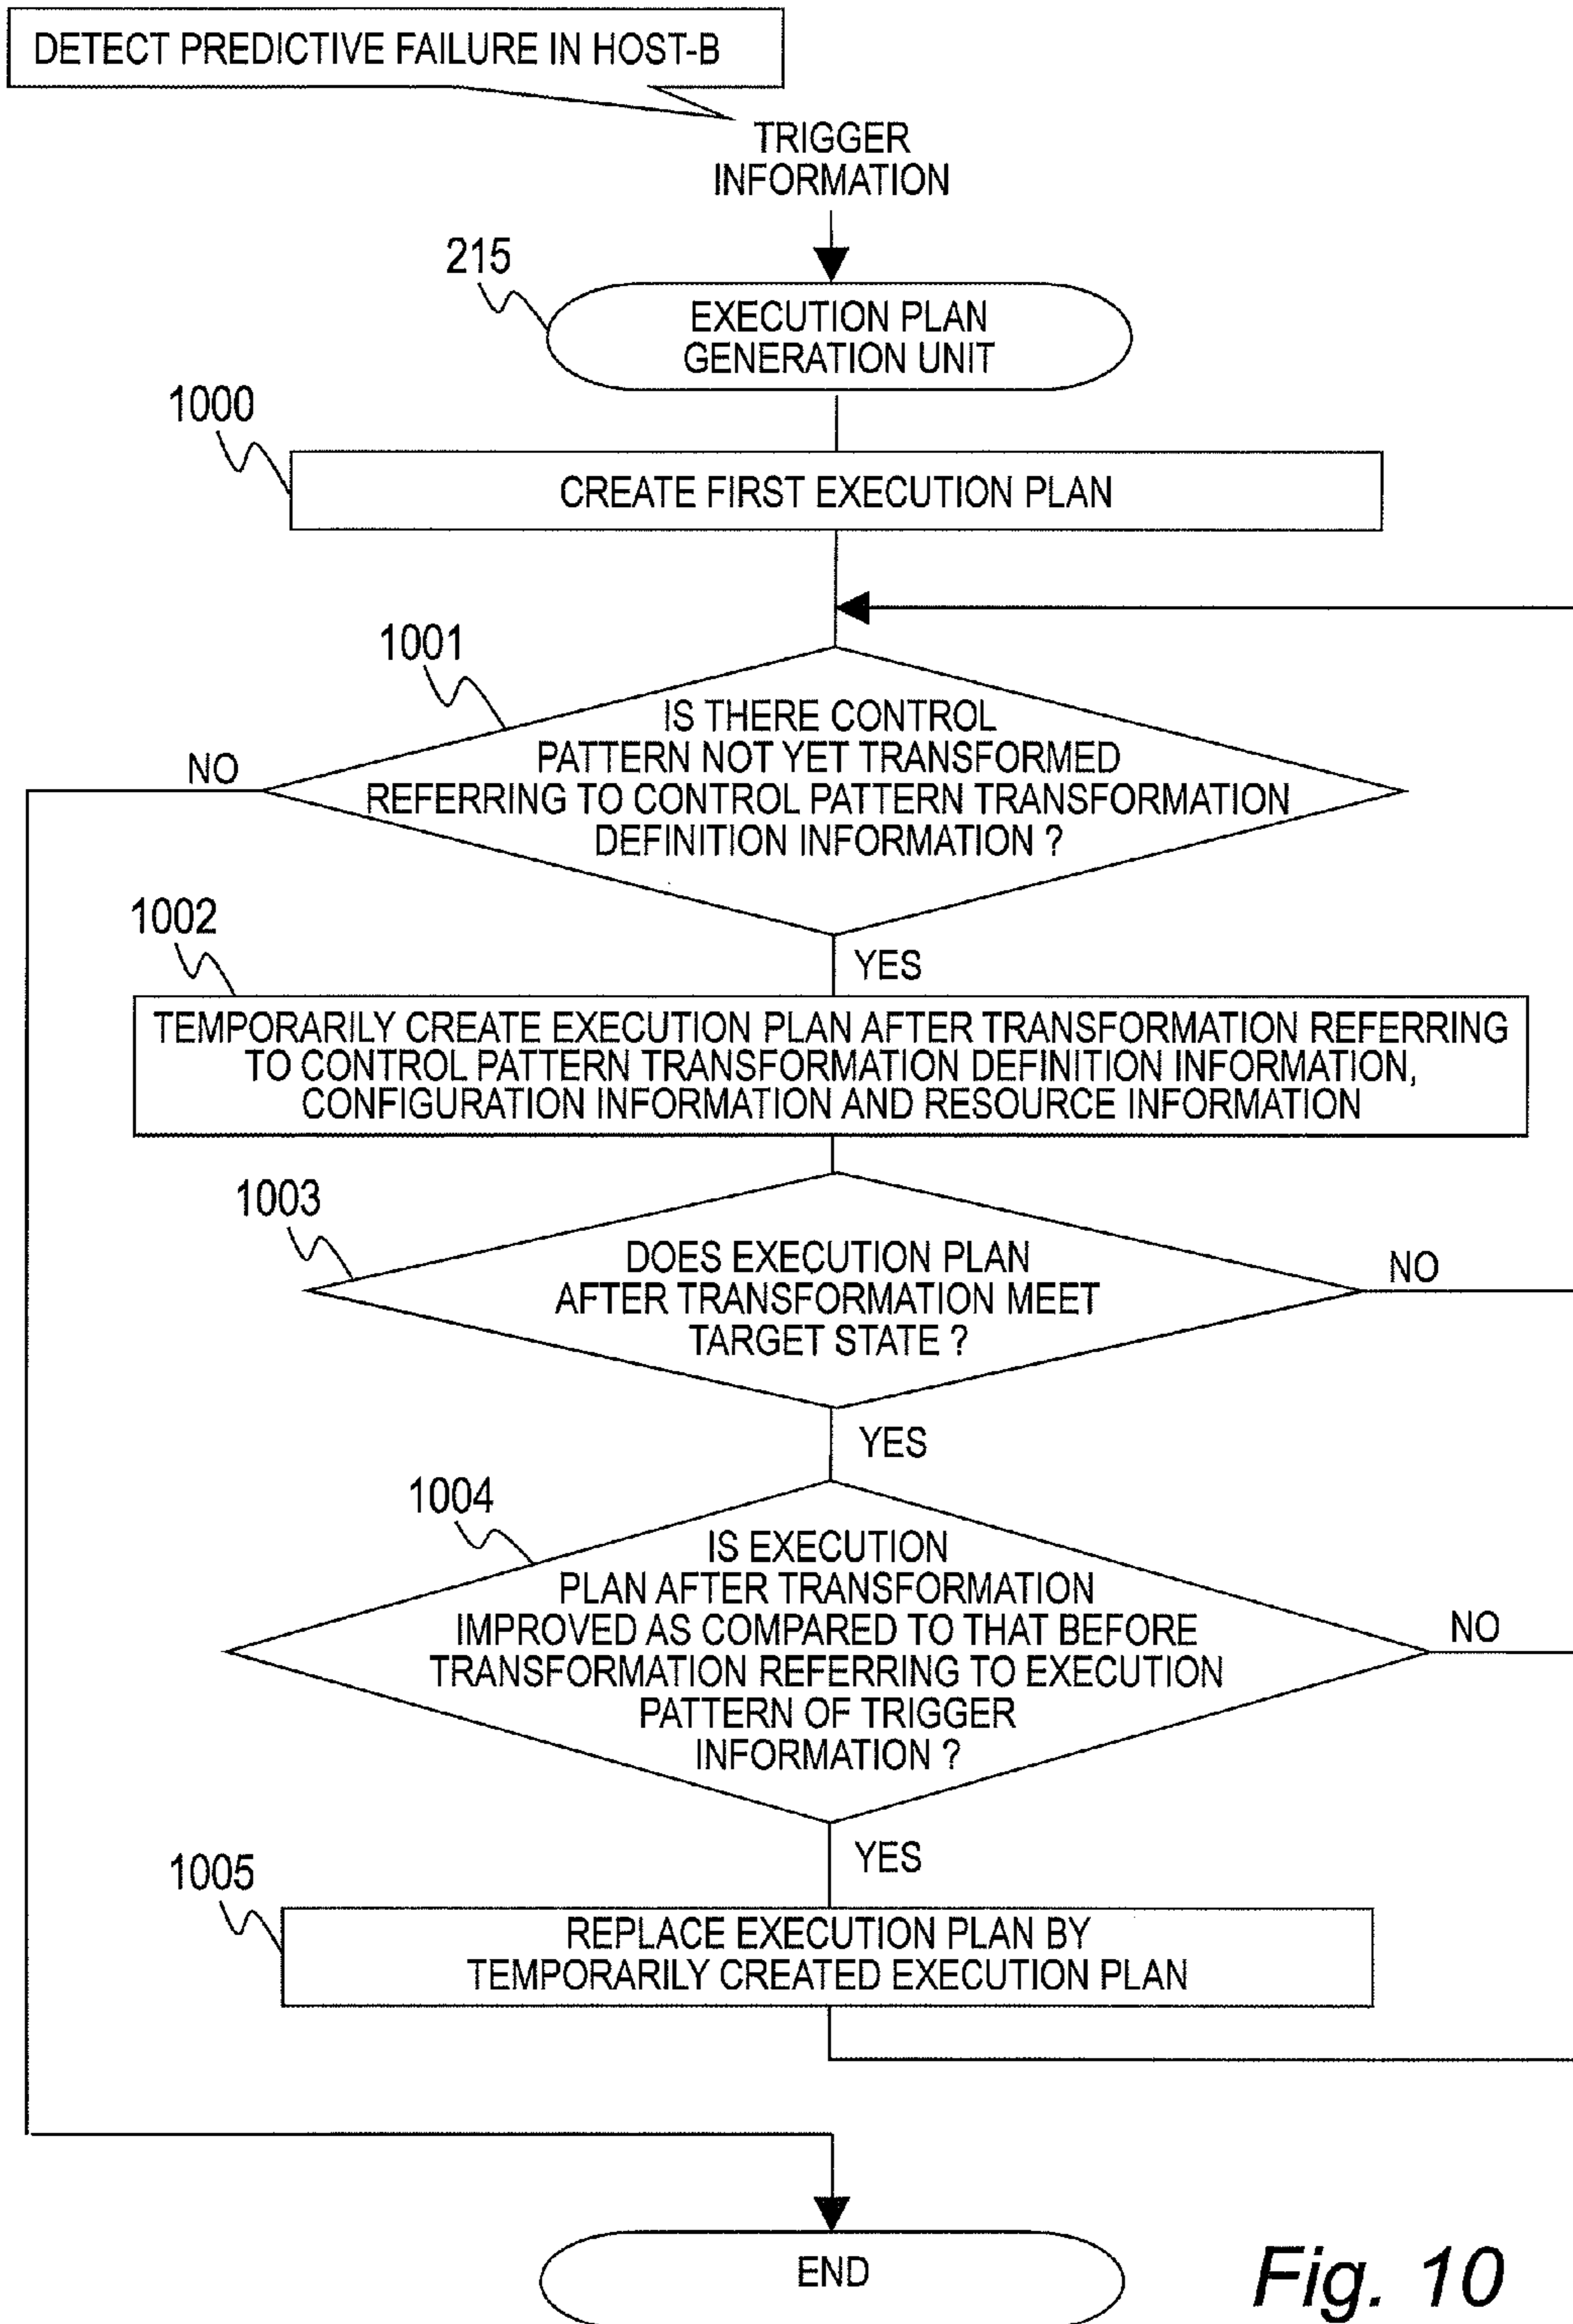 DETECT PREDICTIVE FAILURE IN HOST-B
TRIGGER
INFORMATION
215
EXECUTION PLAN
GENERATION UNIT
1000
CREATE FIRST EXECUTION PLAN
1001
IS THERE CONTROL
PATTERN NOT YET TRANSFORMED
REFERRING TO CONTROL PATTERN TRANSFORMATION
DEFINITION INFORMATION ?
NO
YES
1002
TEMPORARILY CREATE EXECUTION PLAN AFTER TRANSFORMATION REFERRING
TO CONTROL PATTERN TRANSFORMATION DEFINITION INFORMATION,
CONFIGURATION INFORMATION AND RESOURCE INFORMATION
1003
DOES EXECUTION PLAN
AFTER TRANSFORMATION MEET
TARGET STATE ?
NO
YES
1004
IS EXECUTION
PLAN AFTER TRANSFORMATION
IMPROVED AS COMPARED TO THAT BEFORE
TRANSFORMATION REFERRING TO EXECUTION
PATTERN OF TRIGGER
INFORMATION ?
NO
YES
1005
REPLACE EXECUTION PLAN BY
TEMPORARILY CREATED EXECUTION PLAN
END
Fig. 10